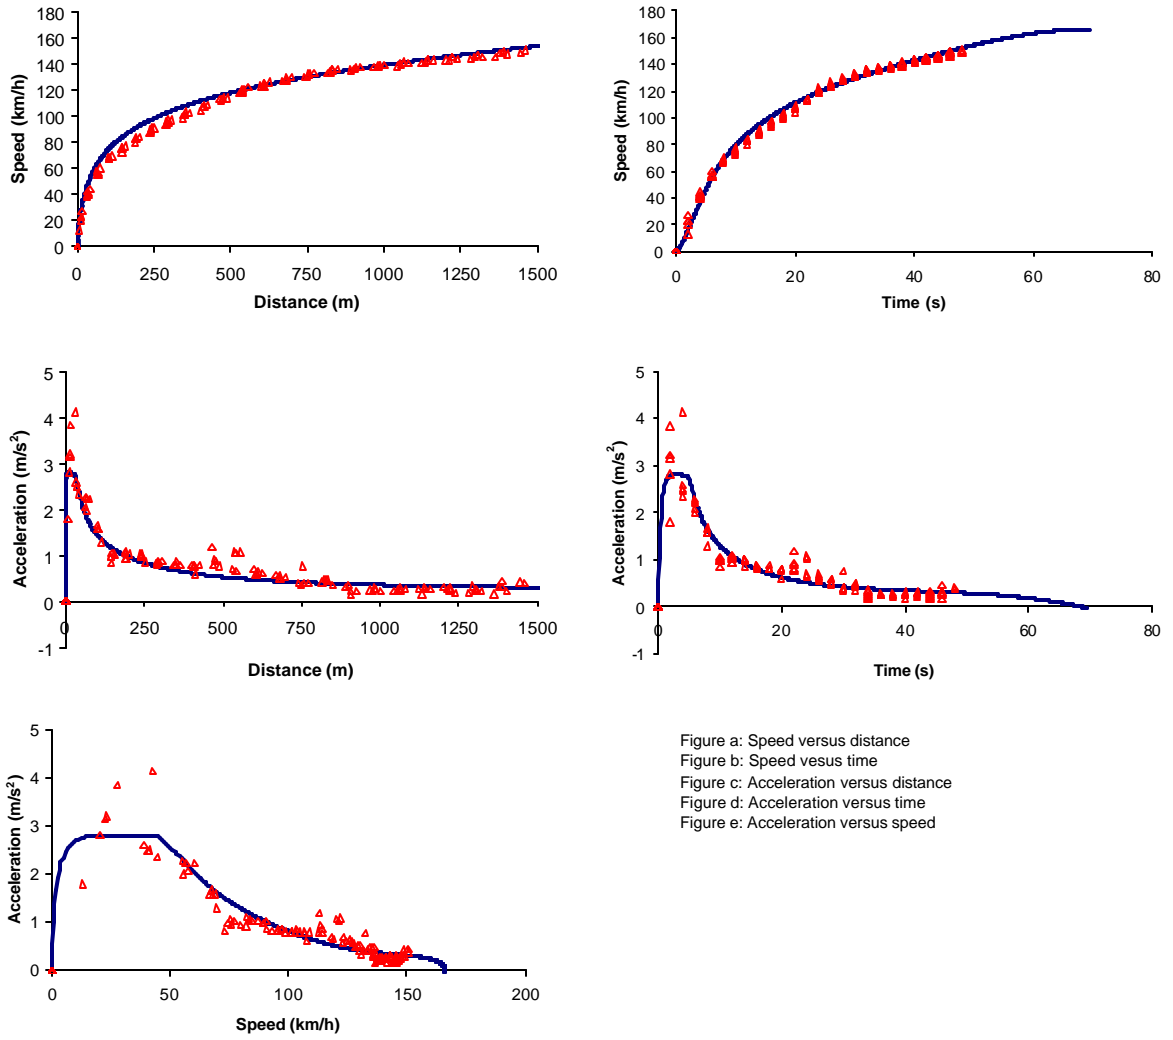 180
160
140
120
100
80
60
40
20
0
Speed (km/h)
0 250 500 750 1000 1250 1500
Distance (m)
180
160
140
120
100
80
60
40
20
0
Speed (km/h)
0 20 40 60 80
Time (s)
5
4
3
2
1
0
-1
Acceleration (m/s²)
0 250 500 750 1000 1250 1500
Distance (m)
5
4
3
2
1
0
-1
Acceleration (m/s²)
0 20 40 60 80
Time (s)
5
4
3
2
1
0
Acceleration (m/s²)
0 50 100 150 200
Speed (km/h)
Figure a: Speed versus distance
Figure b: Speed vesus time
Figure c: Acceleration versus distance
Figure d: Acceleration versus time
Figure e: Acceleration versus speed